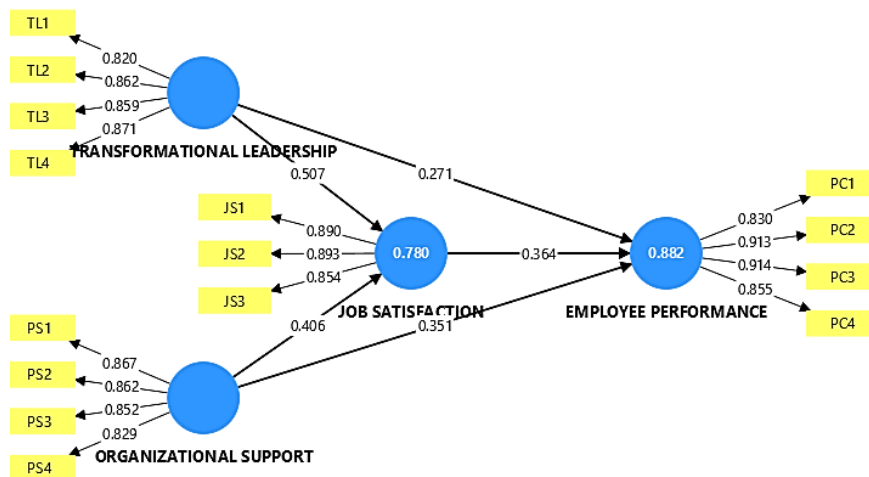 TL1
0.820
TL2
0.862
TL3
0.859
0.871
TL4
TRANSFORMATIONAL LEADERSHIP
0.507
0.271
JS1
0.890
JS2
0.893
JS3
0.854
0.780
0.364
0.882
JOB SATISFACTION
EMPLOYEE PERFORMANCE
PC1
0.830
PC2
0.913
PC3
0.914
0.855
PC4
0.406
0.351
PS1
0.867
PS2
0.862
PS3
0.852
0.829
PS4
ORGANIZATIONAL SUPPORT